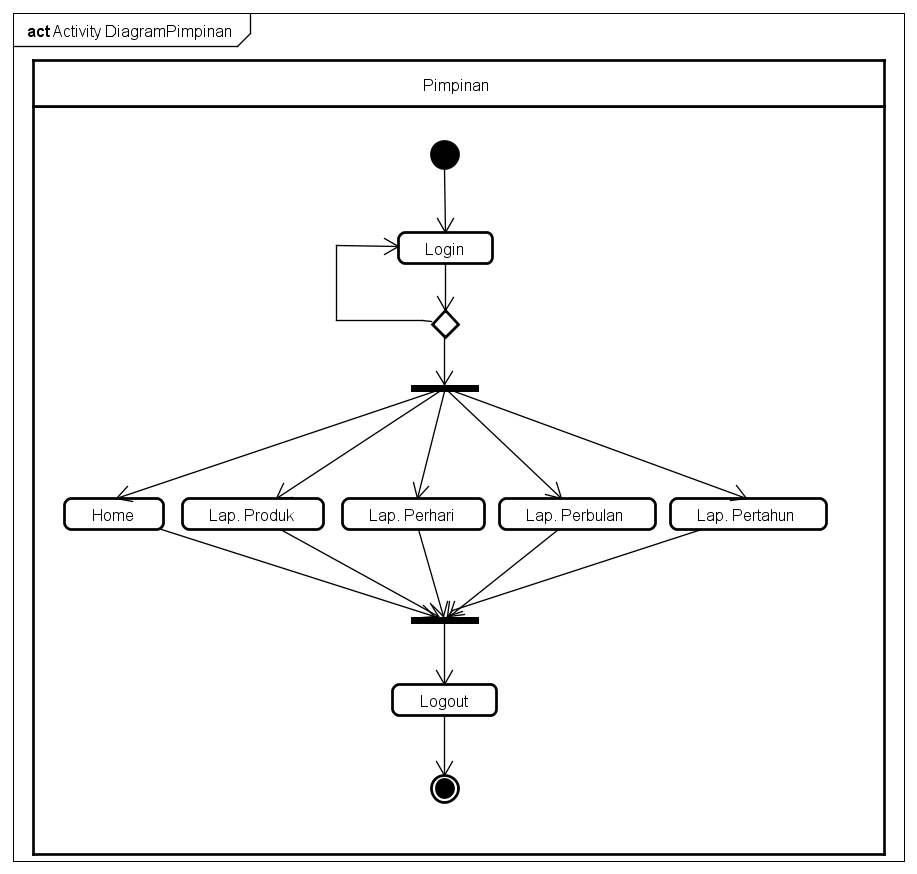 act Activity DiagramPimpinan
Pimpinan
Login
Home
Lap. Produk
Lap. Perhari
Lap. Perbulan
Lap. Pertahun
Logout